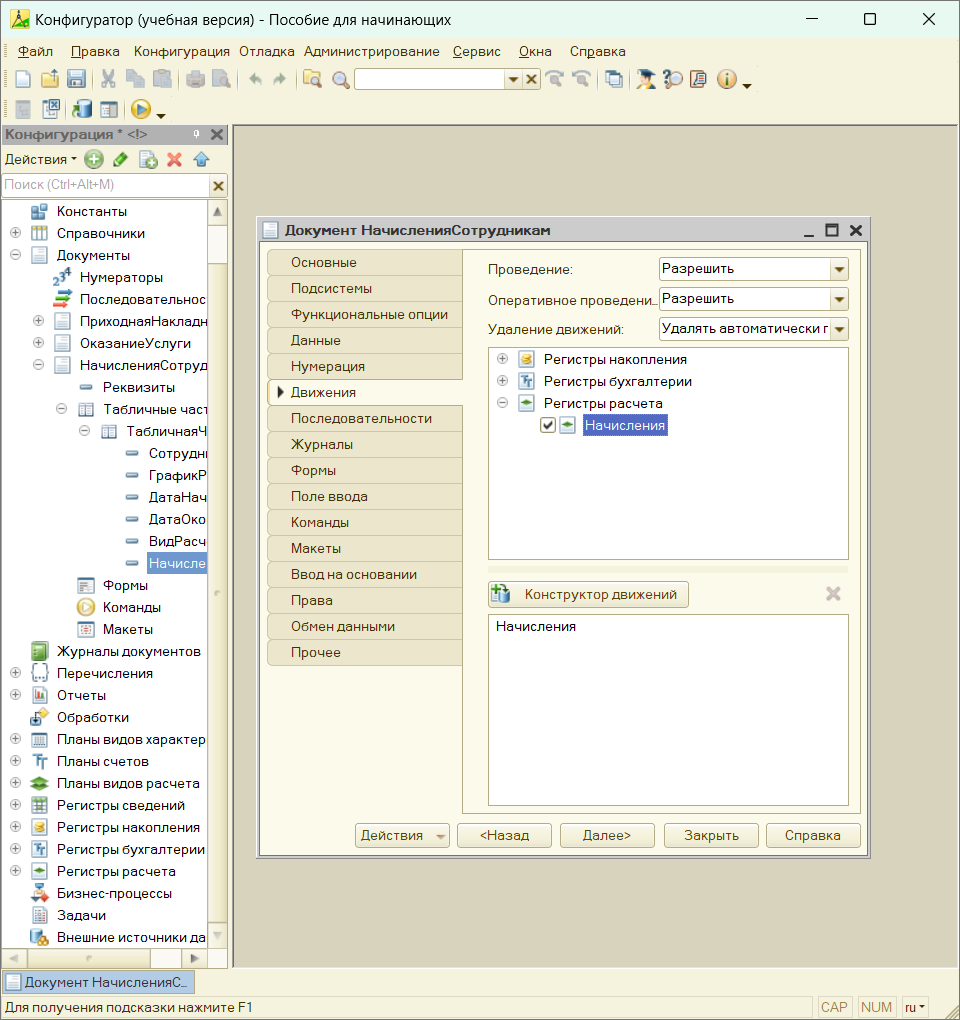 Конфигуратор (учебная версия) - Пособие для начинающих
Файл Правка Конфигурация Отладка Администрирование Сервис Окна Справка
Конфигурация * <!>
Действия
Поиск (Ctrl+Alt+M)
Константы
Справочники
Документы
Нумераторы
Последовательнос
ПриходнаяНакладн
ОказаниеУслуги
НачисленияСотруд
Реквизиты
Табличные част
ТабличнаяЧ
Сотрудн
ГрафикР
ДатаНач
ДатаОко
ВидРасч
Начисле
Формы
Команды
Макеты
Журналы документов
Перечисления
Отчеты
Обработки
Планы видов характер
Планы счетов
Планы видов расчета
Регистры сведений
Регистры накопления
Регистры бухгалтерии
Регистры расчета
Бизнес-процессы
Задачи
Внешние источники да
Документ НачисленияСотрудникам
Основные
Подсистемы
Функциональные опции
Данные
Нумерация
Движения
Последовательности
Журналы
Формы
Поле ввода
Команды
Макеты
Ввод на основании
Права
Обмен данными
Прочее
Проведение: Разрешить
Оперативное проведени... Разрешить
Удаление движений: Удалять автоматически г
Регистры накопления
Регистры бухгалтерии
Регистры расчета
Начисления
Конструктор движений
Начисления
Действия <Назад Далее> Закрыть Справка
Документ НачисленияС...
Для получения подсказки нажмите F1 CAP NUM ru